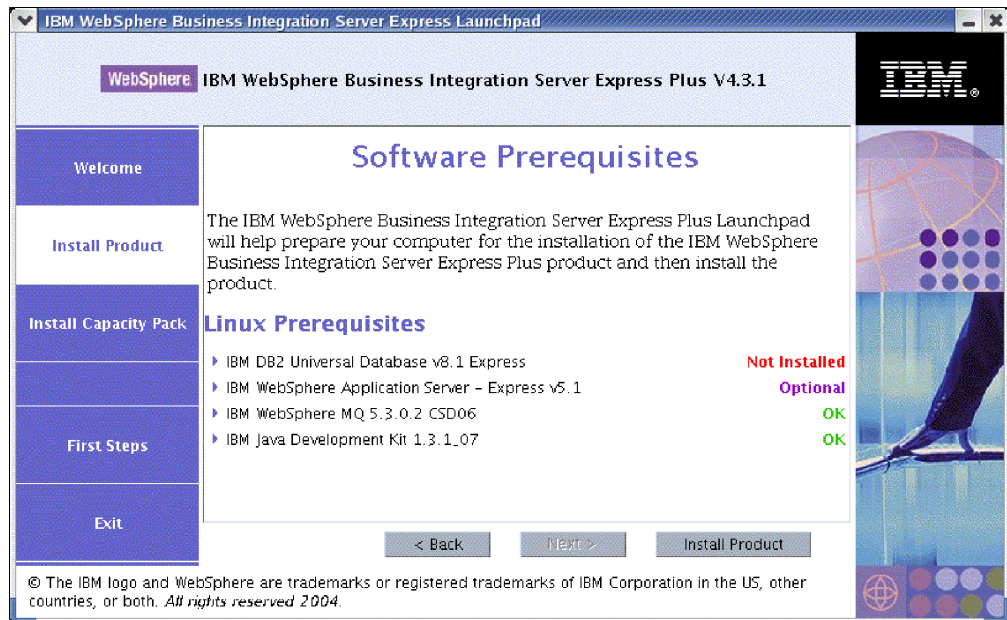 IBM WebSphere Business Integration Server Express Launchpad
WebSphere IBM WebSphere Business Integration Server Express Plus V4.3.1
IBM®
Welcome
Install Product
Install Capacity Pack
First Steps
Exit
Software Prerequisites
The IBM WebSphere Business Integration Server Express Plus Launchpad
will help prepare your computer for the installation of the IBM WebSphere
Business Integration Server Express Plus product and then install the
product.
Linux Prerequisites
IBM DB2 Universal Database v8.1 Express Not Installed
IBM WebSphere Application Server – Express v5.1 Optional
IBM WebSphere MQ 5.3.0.2 CSD06 OK
IBM Java Development Kit 1.3.1_07 OK
< Back Next > Install Product
© The IBM logo and WebSphere are trademarks or registered trademarks of IBM Corporation in the US, other
countries, or both. All rights reserved 2004.